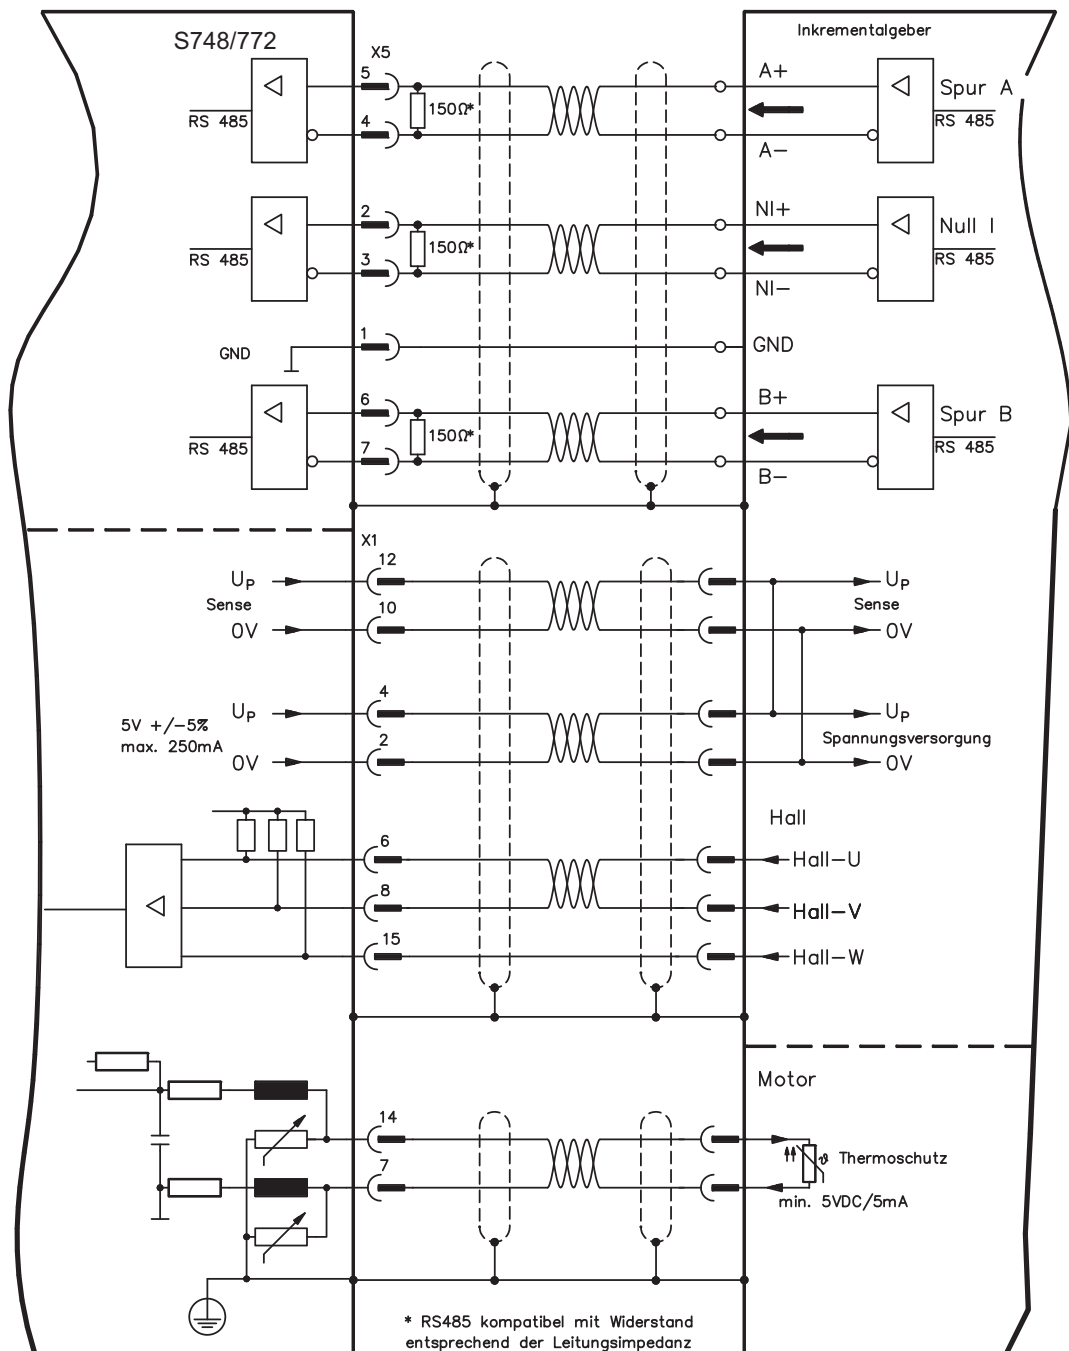 S748/772
Inkrementalgeber
X5
5
A+
Spur A
RS 485
150Ω*
RS 485
4
A−
2
NI+
Null I
RS 485
150Ω*
RS 485
3
NI−
1
GND
GND
6
B+
Spur B
RS 485
150Ω*
RS 485
7
B−
X1
12
UP
UP
Sense
Sense
10
0V
0V
4
UP
UP
5V +/−5%
max. 250mA
Spannungsversorgung
2
0V
0V
Hall
6
Hall−U
8
Hall−V
15
Hall−W
Motor
14
ϑ
Thermoschutz
7
min. 5VDC/5mA
* RS485 kompatibel mit Widerstand
entsprechend der Leitungsimpedanz